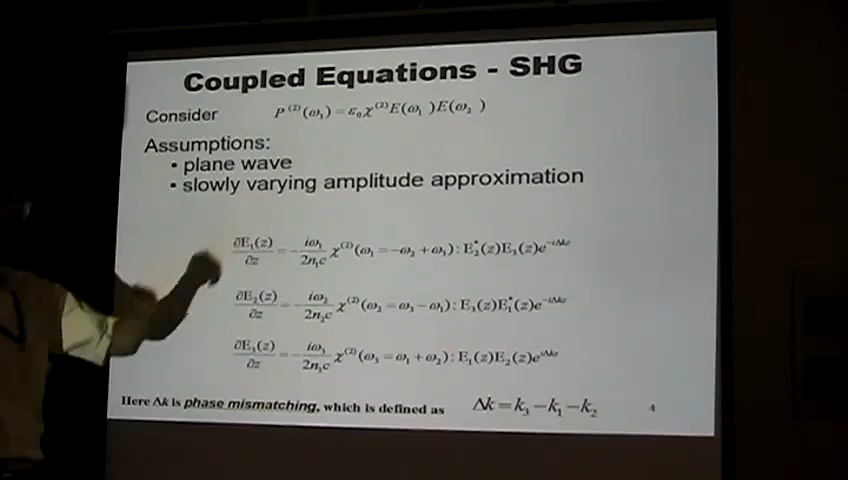 Coupled Equations - SHG
Consider P⁽²⁾(ω₃) = ε₀χ⁽²⁾E(ω₁)E(ω₂)
Assumptions:
• plane wave
• slowly varying amplitude approximation
∂E₁(z)/∂z = -iω₁/2n₁c χ⁽²⁾(ω₁ = -ω₂ + ω₃) : E₂*(z)E₃(z)e^(-iΔkz)
∂E₂(z)/∂z = -iω₂/2n₂c χ⁽²⁾(ω₂ = ω₃ - ω₁) : E₃(z)E₁*(z)e^(-iΔkz)
∂E₃(z)/∂z = -iω₃/2n₃c χ⁽²⁾(ω₃ = ω₁ + ω₂) : E₁(z)E₂(z)e^(iΔkz)
Here Δk is phase mismatching, which is defined as Δk = k₃ - k₁ - k₂
4